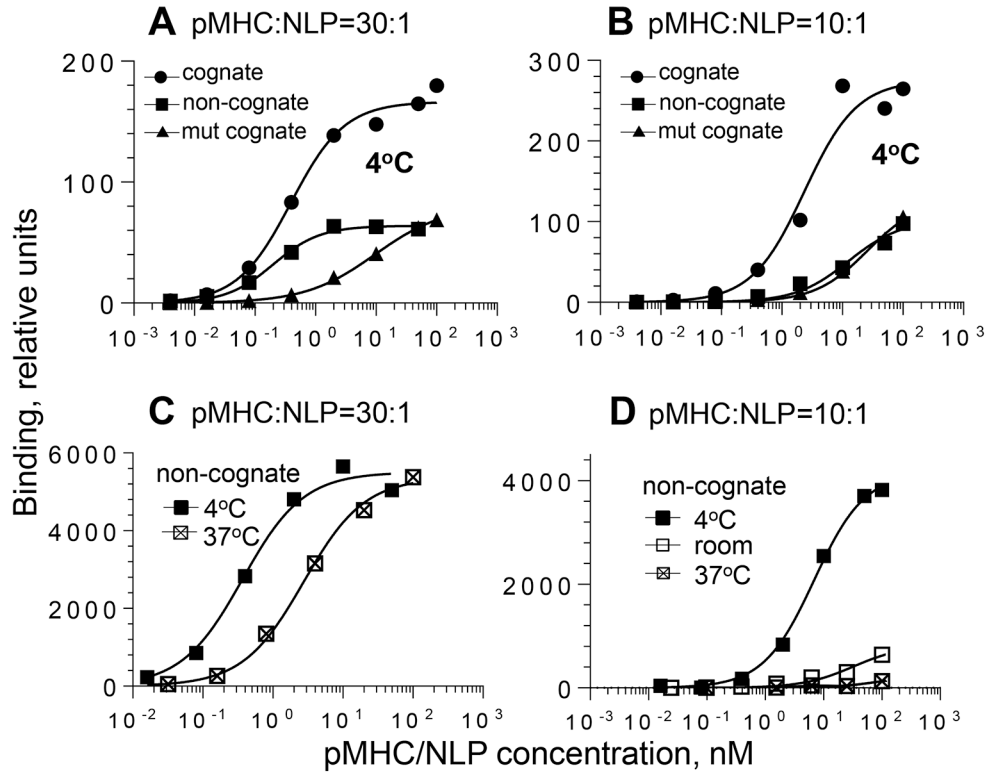 A pMHC:NLP=30:1
B pMHC:NLP=10:1
200
100
0
cognate
non-cognate
mut cognate
4°C
10⁻³ 10⁻² 10⁻¹ 10⁰ 10¹ 10² 10³
300
200
100
0
cognate
non-cognate
mut cognate
4°C
10⁻³ 10⁻² 10⁻¹ 10⁰ 10¹ 10² 10³
Binding, relative units
C pMHC:NLP=30:1
D pMHC:NLP=10:1
6000
4000
2000
0
non-cognate
4°C
37°C
10⁻² 10⁻¹ 10⁰ 10¹ 10² 10³
4000
2000
0
non-cognate
4°C
room
37°C
10⁻³ 10⁻² 10⁻¹ 10⁰ 10¹ 10² 10³
pMHC/NLP concentration, nM